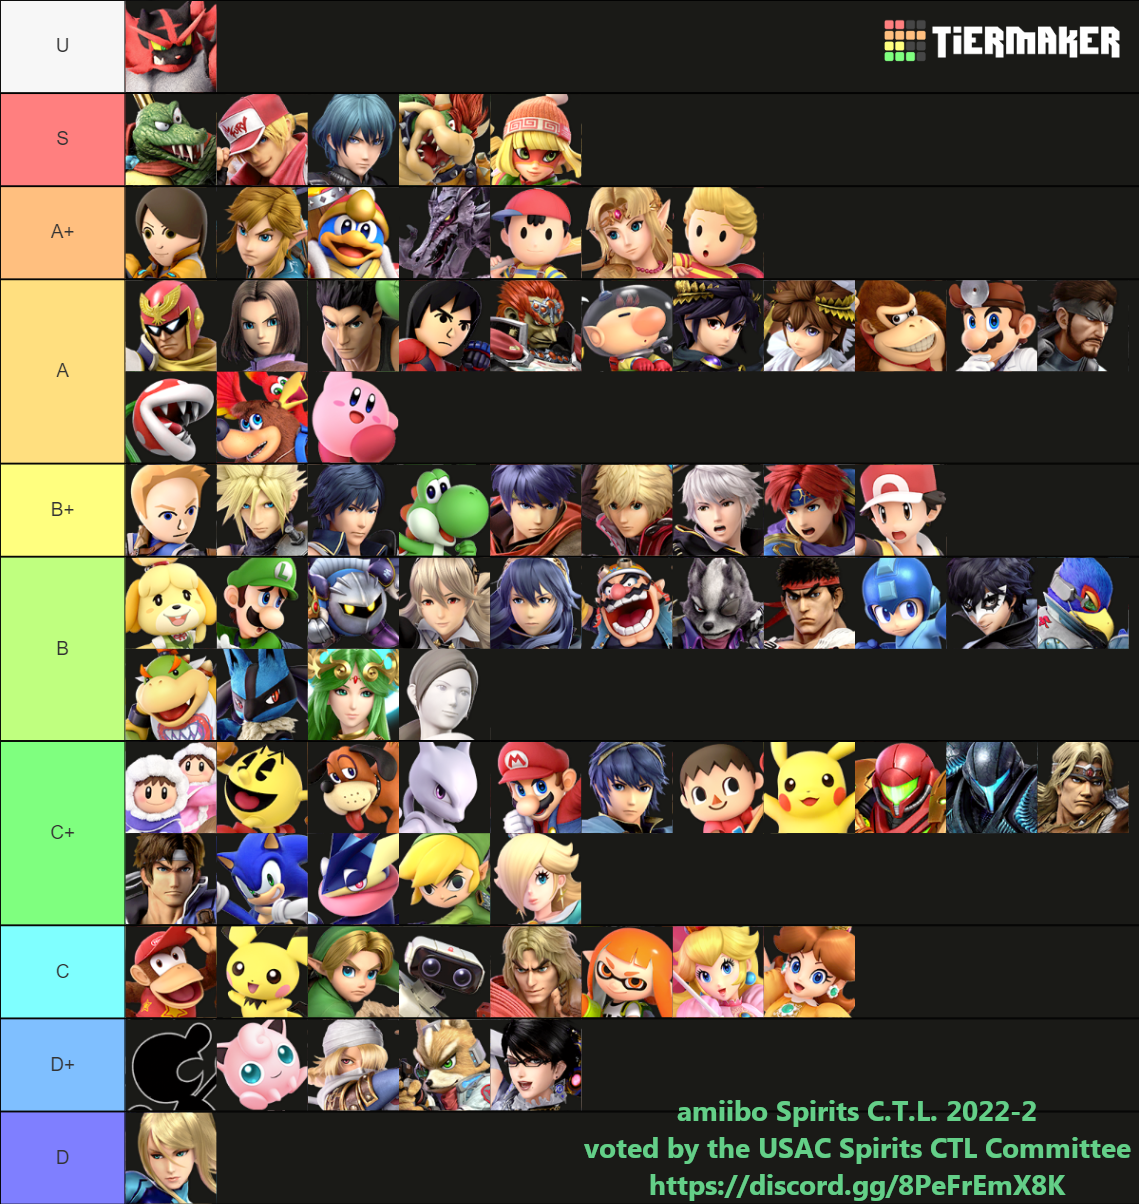 U
TiERMAKER
S
A+
A
B+
B
C+
C
D+
D
amiibo Spirits C.T.L. 2022-2
voted by the USAC Spirits CTL Committee
https://discord.gg/8PeFrEmX8K